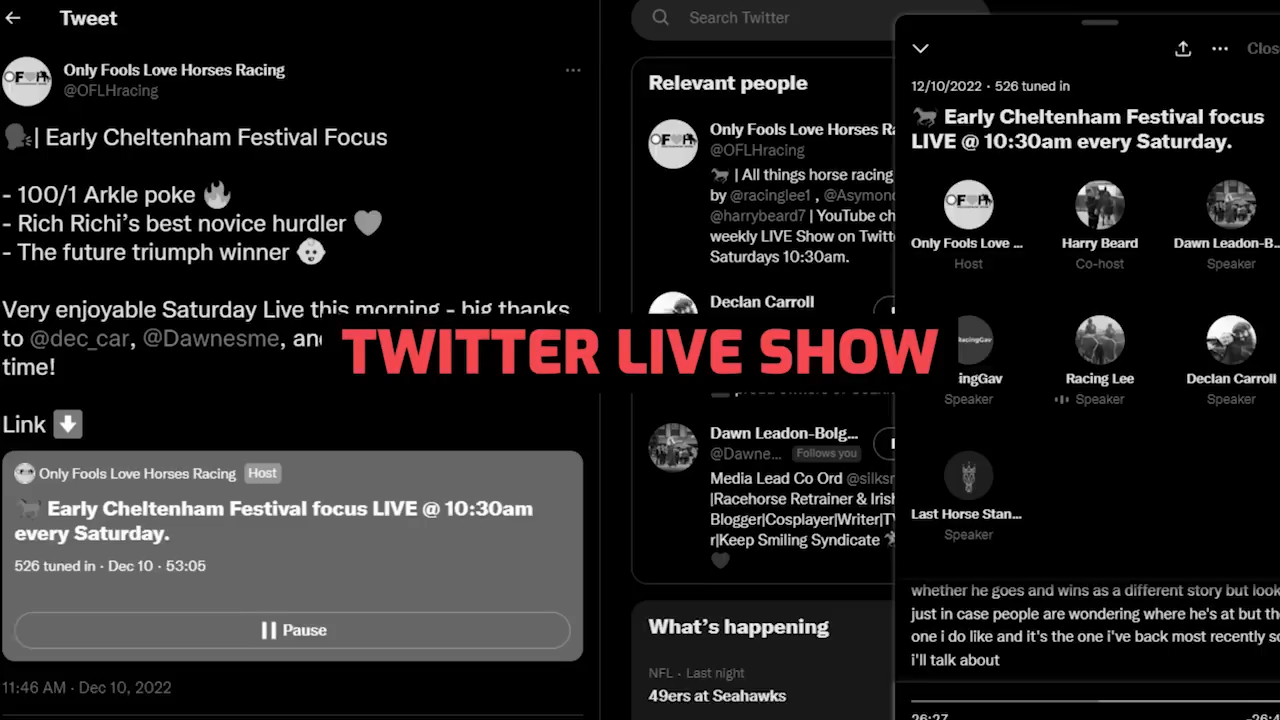 Tweet
Only Fools Love Horses Racing
@OFLHracing
| Early Cheltenham Festival Focus
- 100/1 Arkle poke
- Rich Richi's best novice hurdler
- The future triumph winner
Very enjoyable Saturday Live this morning - big thanks
to @dec_car, @Dawnesme, and
time!
Link
Only Fools Love Horses Racing Host
Early Cheltenham Festival focus LIVE @ 10:30am
every Saturday.
526 tuned in · Dec 10 · 53:05
Pause
11:46 AM · Dec 10, 2022
TWITTER LIVE SHOW
Search Twitter
Relevant people
Only Fools Love Horses Ra
@OFLHracing
| All things horse racing
by @racinglee1 , @Asymond
@harrybeard7 | YouTube ch
weekly LIVE Show on Twitte
Saturdays 10:30am.
Declan Carroll
Dawn Leadon-Bolg...
@Dawne... Follows you
Media Lead Co Ord @silksr
|Racehorse Retrainer & Irish
Blogger|Cosplayer|Writer|TV
r|Keep Smiling Syndicate
What's happening
NFL · Last night
49ers at Seahawks
Clos
12/10/2022 · 526 tuned in
Early Cheltenham Festival focus
LIVE @ 10:30am every Saturday.
OF H
Only Fools Love ...
Host
Harry Beard
Co-host
Dawn Leadon-B...
Speaker
RacingGav
ingGav
Speaker
Racing Lee
Speaker
Declan Carroll
Speaker
Last Horse Stan...
Speaker
whether he goes and wins as a different story but look
just in case people are wondering where he's at but the
one i do like and it's the one i've back most recently so
i'll talk about
26:27
-26: